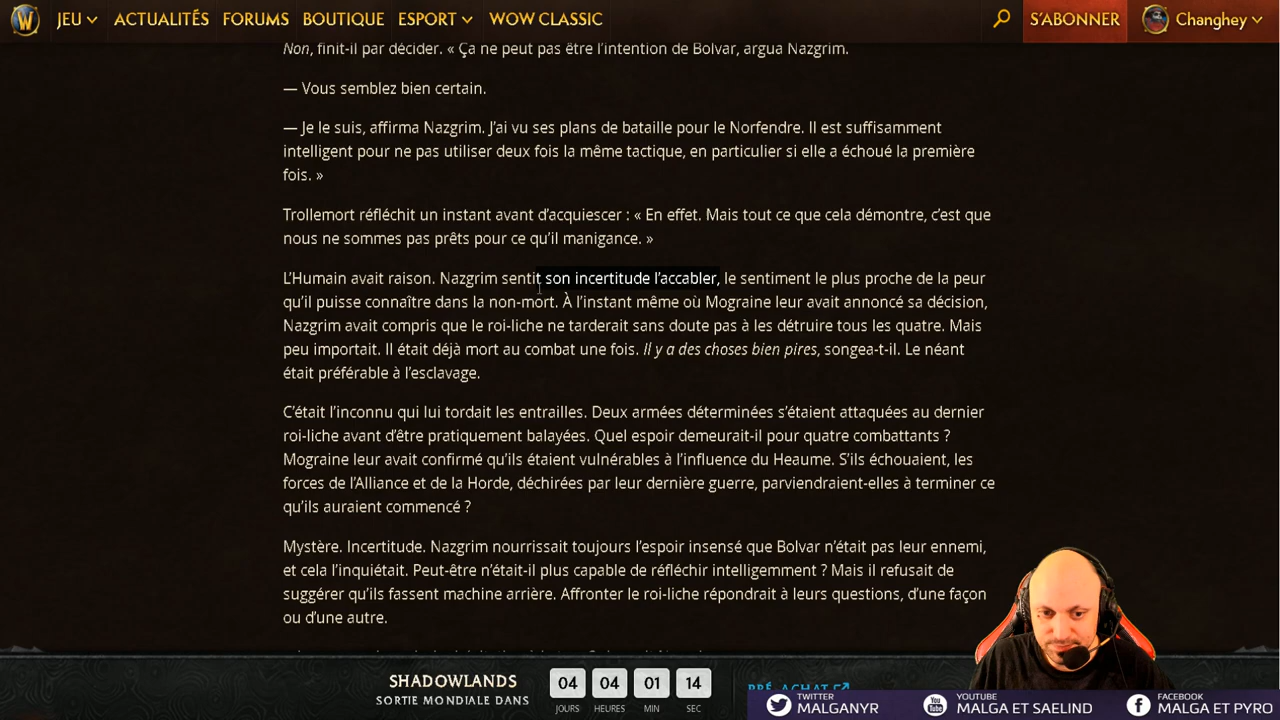 JEU ACTUALITÉS FORUMS BOUTIQUE ESPORT WOW CLASSIC S'ABONNER Changhey
Non, finit-il par décider. « Ça ne peut pas être l'intention de Bolvar, argua Nazgrim.
— Vous semblez bien certain.
— Je le suis, affirma Nazgrim. J'ai vu ses plans de bataille pour le Norfendre. Il est suffisamment
intelligent pour ne pas utiliser deux fois la même tactique, en particulier si elle a échoué la première
fois. »
Trollemort réfléchit un instant avant d'acquiescer : « En effet. Mais tout ce que cela démontre, c'est que
nous ne sommes pas prêts pour ce qu'il manigance. »
L'Humain avait raison. Nazgrim sentit son incertitude l'accabler, le sentiment le plus proche de la peur
qu'il puisse connaître dans la non-mort. À l'instant même où Mograine leur avait annoncé sa décision,
Nazgrim avait compris que le roi-liche ne tarderait sans doute pas à les détruire tous les quatre. Mais
peu importait. Il était déjà mort au combat une fois. Il y a des choses bien pires, songea-t-il. Le néant
était préférable à l'esclavage.
C'était l'inconnu qui lui tordait les entrailles. Deux armées déterminées s'étaient attaquées au dernier
roi-liche avant d'être pratiquement balayées. Quel espoir demeurait-il pour quatre combattants ?
Mograine leur avait confirmé qu'ils étaient vulnérables à l'influence du Heaume. S'ils échouaient, les
forces de l'Alliance et de la Horde, déchirées par leur dernière guerre, parviendraient-elles à terminer ce
qu'ils auraient commencé ?
Mystère. Incertitude. Nazgrim nourrissait toujours l'espoir insensé que Bolvar n'était pas leur ennemi,
et cela l'inquiétait. Peut-être n'était-il plus capable de réfléchir intelligemment ? Mais il refusait de
suggérer qu'ils fassent machine arrière. Affronter le roi-liche répondrait à leurs questions, d'une façon
ou d'une autre.
SHADOWLANDS
SORTIE MONDIALE DANS
04 04 01 14
JOURS HEURES MIN SEC
PRÉ-ACHAT
TWITTER
MALGANYR
YOUTUBE
MALGA ET SAELIND
FACEBOOK
MALGA ET PYRO